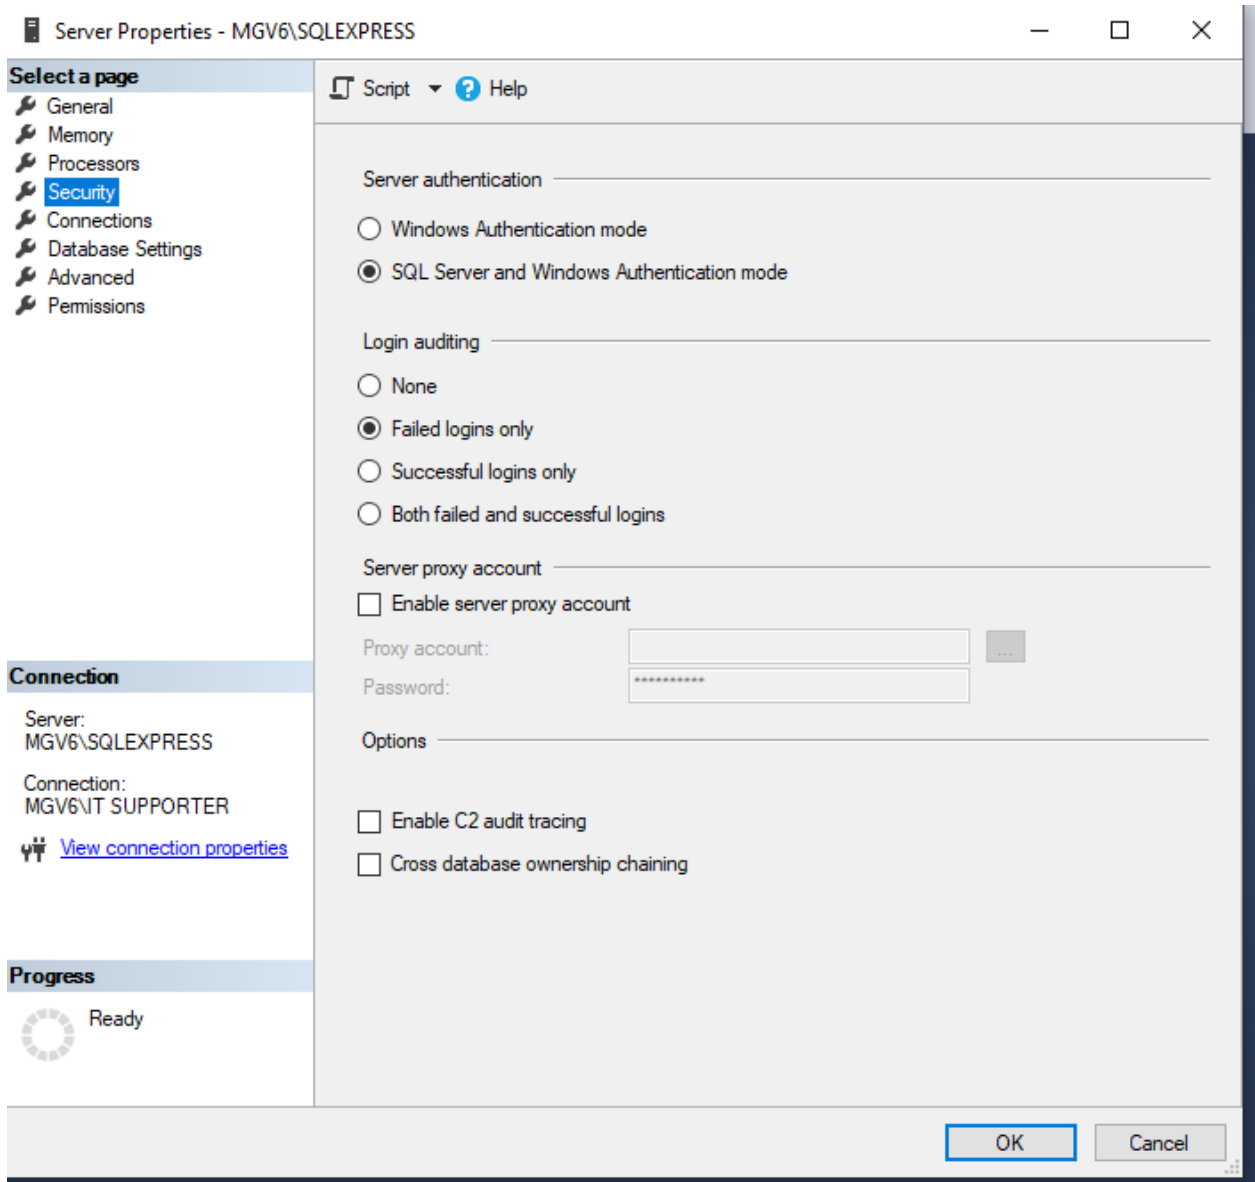 Server Properties - MGV6\SQLEXPRESS
Select a page
General
Memory
Processors
Security
Connections
Database Settings
Advanced
Permissions
Script
Help
Server authentication
Windows Authentication mode
SQL Server and Windows Authentication mode
Login auditing
None
Failed logins only
Successful logins only
Both failed and successful logins
Server proxy account
Enable server proxy account
Proxy account:
...
Password:
**********
Options
Enable C2 audit tracing
Cross database ownership chaining
Connection
Server:
MGV6\SQLEXPRESS
Connection:
MGV6\IT SUPPORTER
View connection properties
Progress
Ready
OK
Cancel